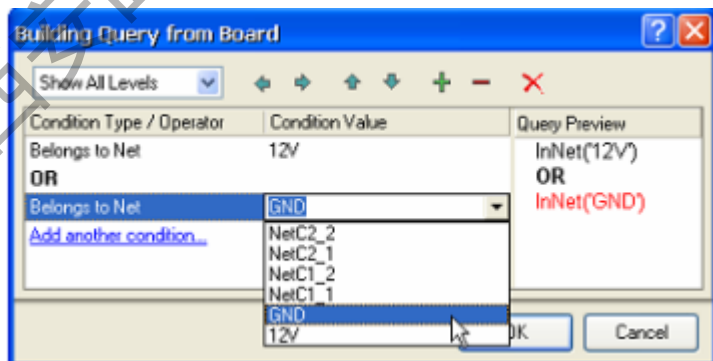 Building Query from Board
Show All Levels
Condition Type / Operator Condition Value Query Preview
Belongs to Net 12V InNet('12V')
OR OR
Belongs to Net GND InNet('GND')
Add another condition...
NetC2_2
NetC2_1
NetC1_2
NetC1_1
GND
12V
Cancel